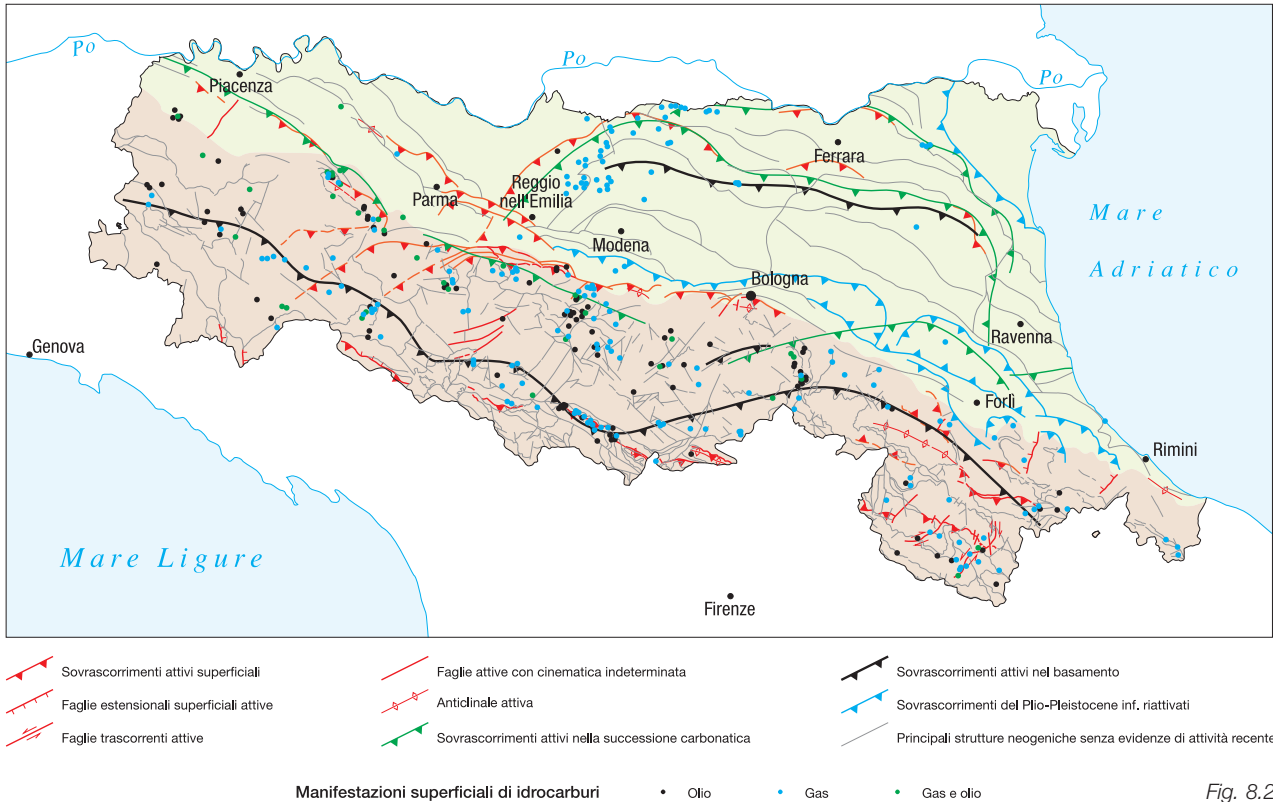 Po
Po
Po
Piacenza
Ferrara
Reggio
nell'Emilia
Parma
Modena
Bologna
Mare
Adriatico
Ravenna
Genova
Forlì
Rimini
Mare Ligure
Firenze
Sovrascorrimenti attivi superficiali
Faglie attive con cinematica indeterminata
Sovrascorrimenti attivi nel basamento
Faglie estensionali superficiali attive
Anticlinale attiva
Sovrascorrimenti del Plio-Pleistocene inf. riattivati
Faglie trascorrenti attive
Sovrascorrimenti attivi nella successione carbonatica
Principali strutture neogeniche senza evidenze di attività recente
Manifestazioni superficiali di idrocarburi
Olio
Gas
Gas e olio
Fig. 8.2